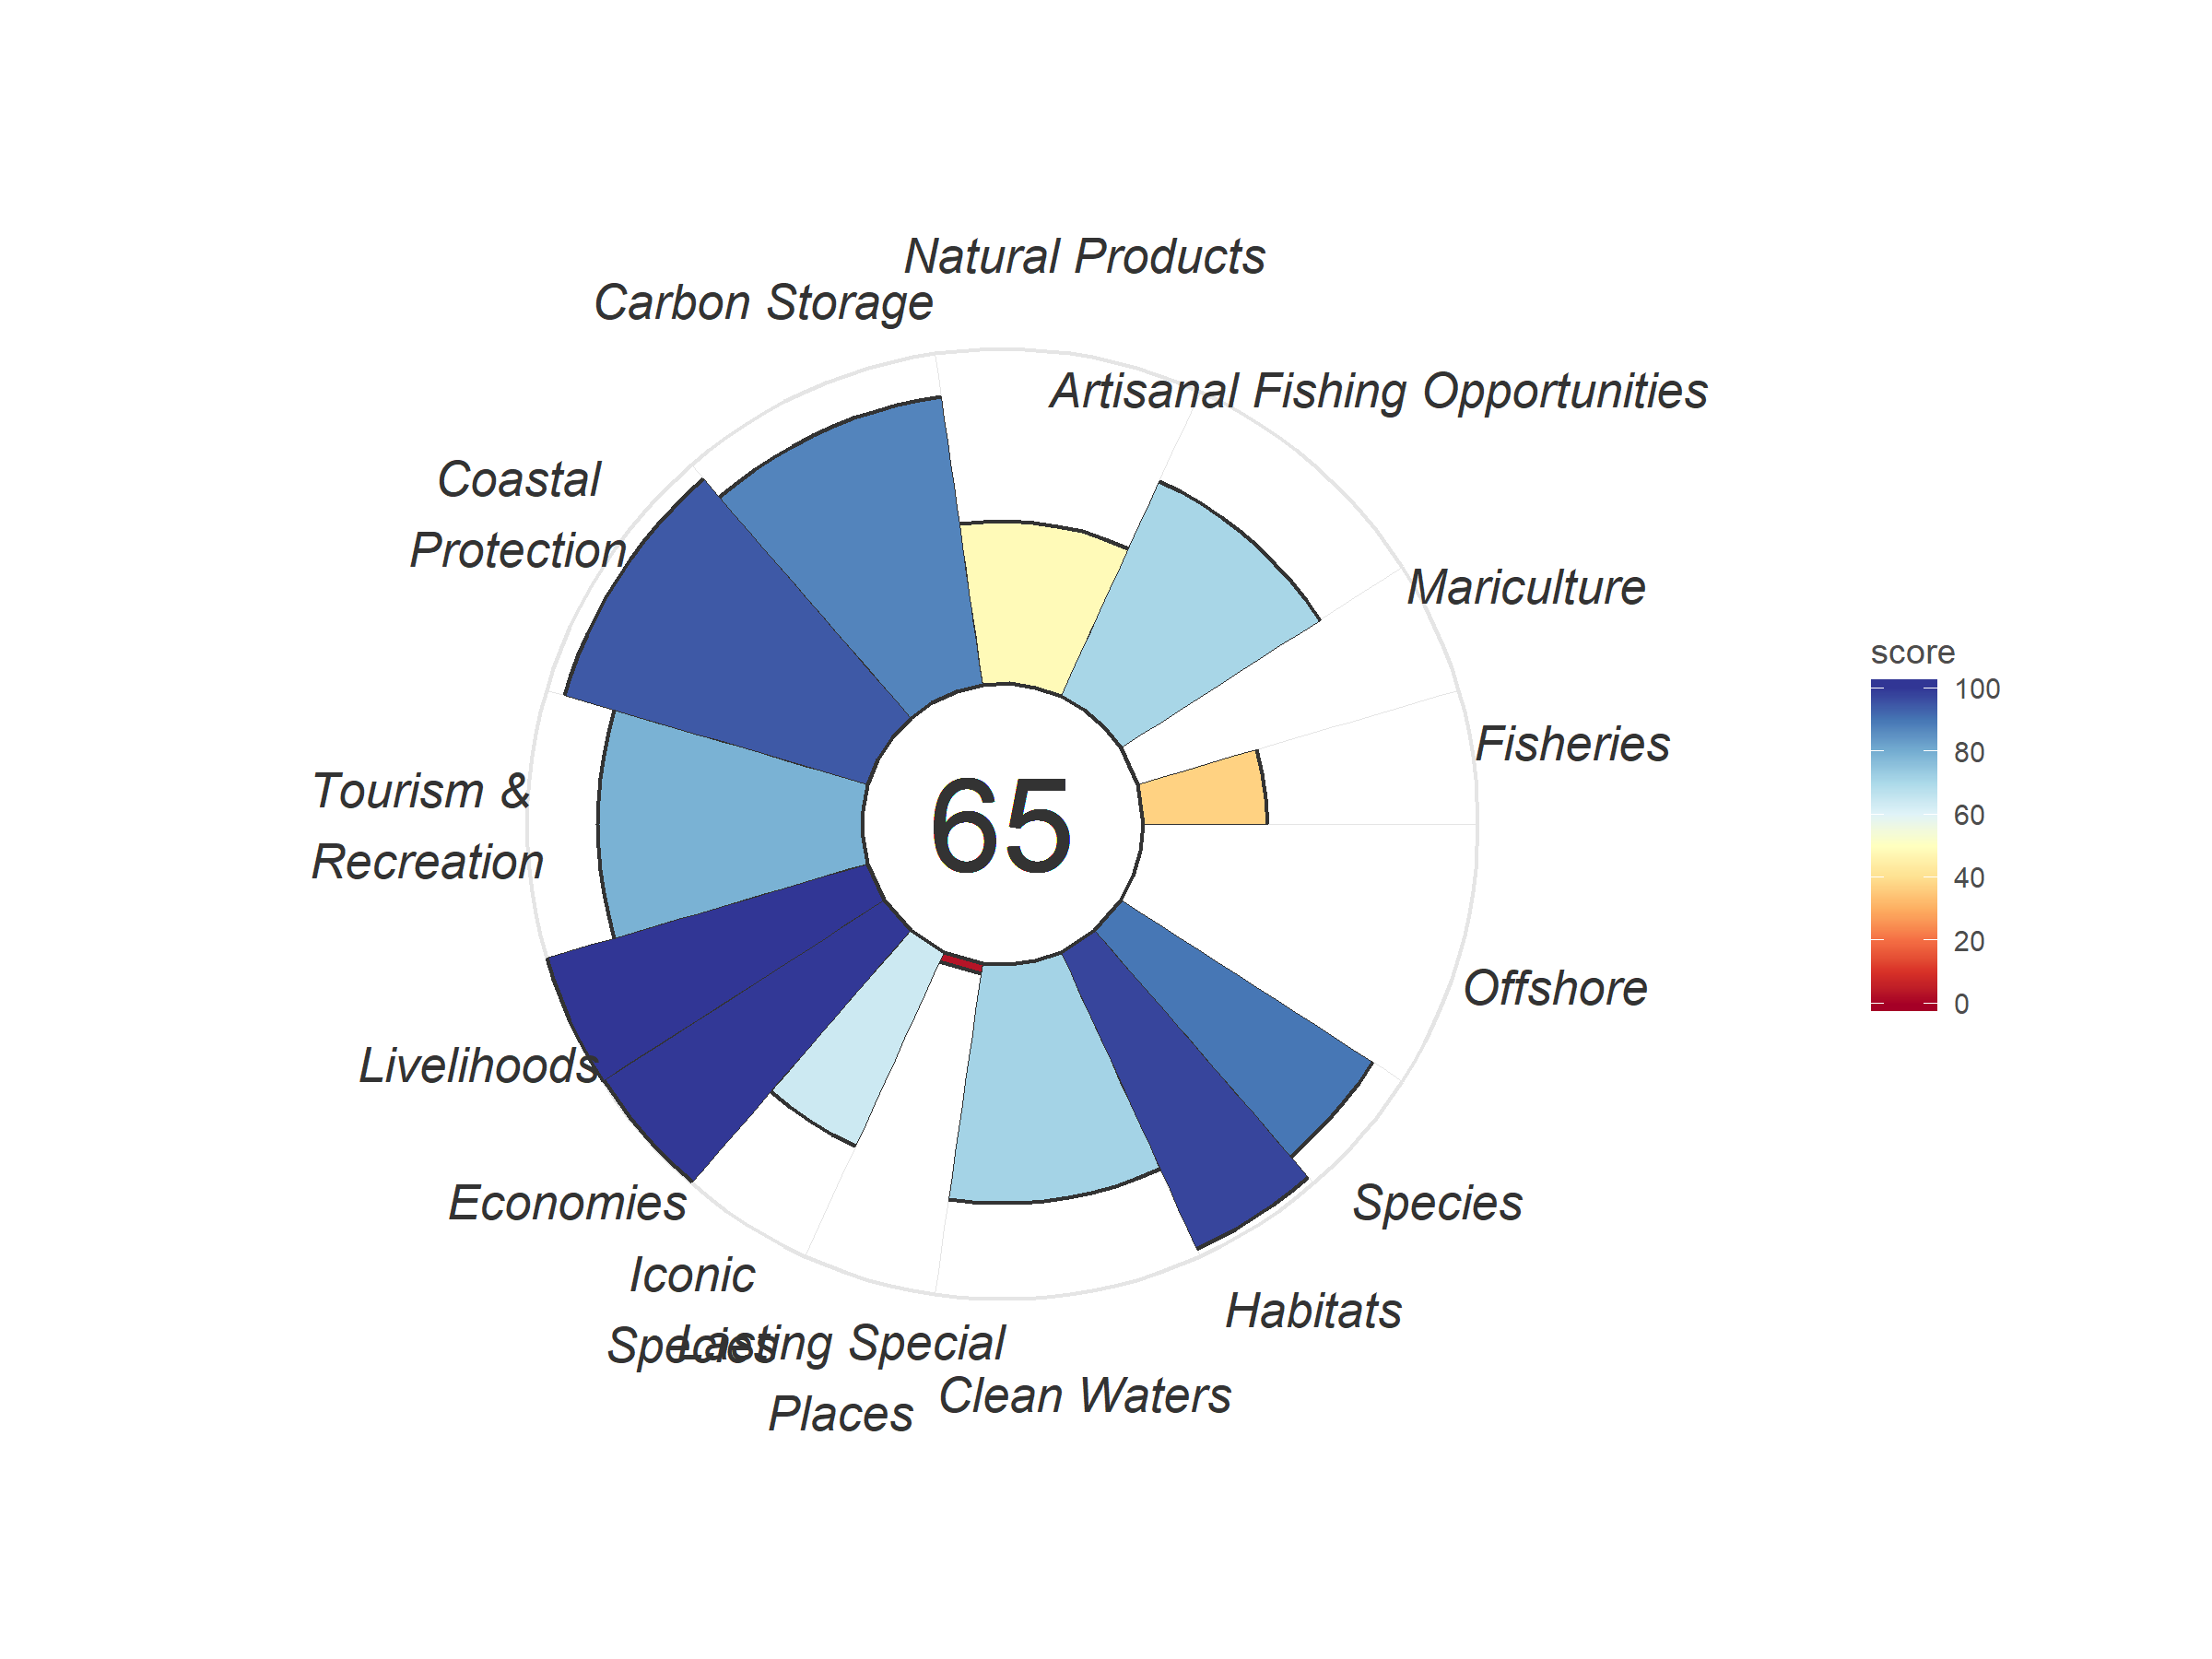 Natural Products
Carbon Storage
Artisanal Fishing Opportunities
Coastal
Protection
Mariculture
Fisheries
Tourism &
Recreation
65
Offshore
Livelihoods
Economies
Species
Iconic
Species
Habitats
Lasting Special
Places
Clean Waters
score
100
80
60
40
20
0